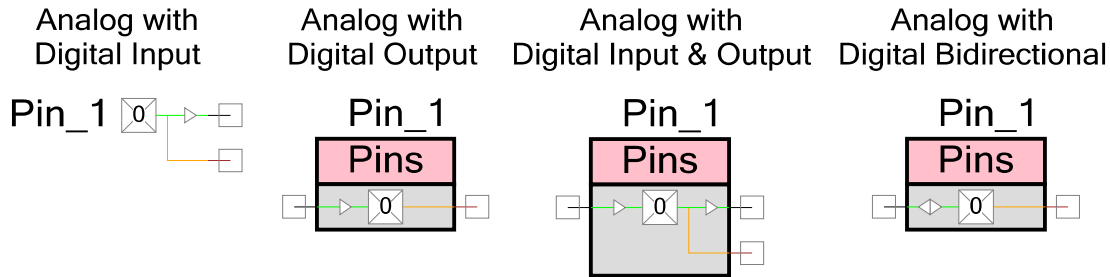 Analog with
Digital Input
Analog with
Digital Output
Analog with
Digital Input & Output
Analog with
Digital Bidirectional
Pin_1
0
Pin_1
Pins
0
Pin_1
Pins
0
Pin_1
Pins
0